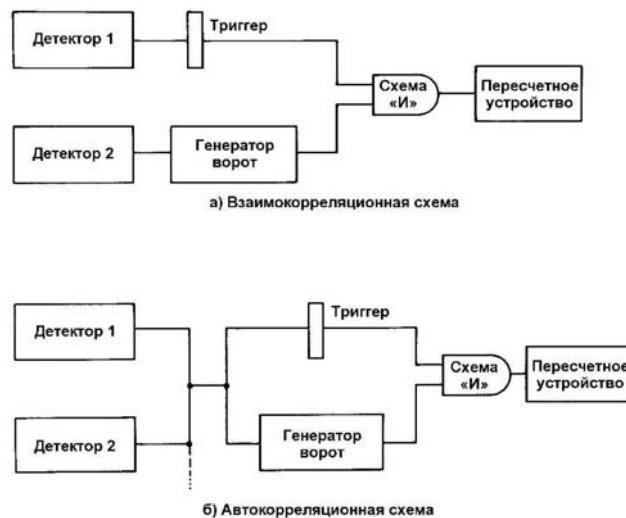 Детектор 1
Триггер
Схема
«И»
Пересчетное
устройство
Детектор 2
Генератор
ворот
а) Взаимокорреляционная схема
Детектор 1
Триггер
Схема
«И»
Пересчетное
устройство
Детектор 2
Генератор
ворот
б) Автокорреляционная схема